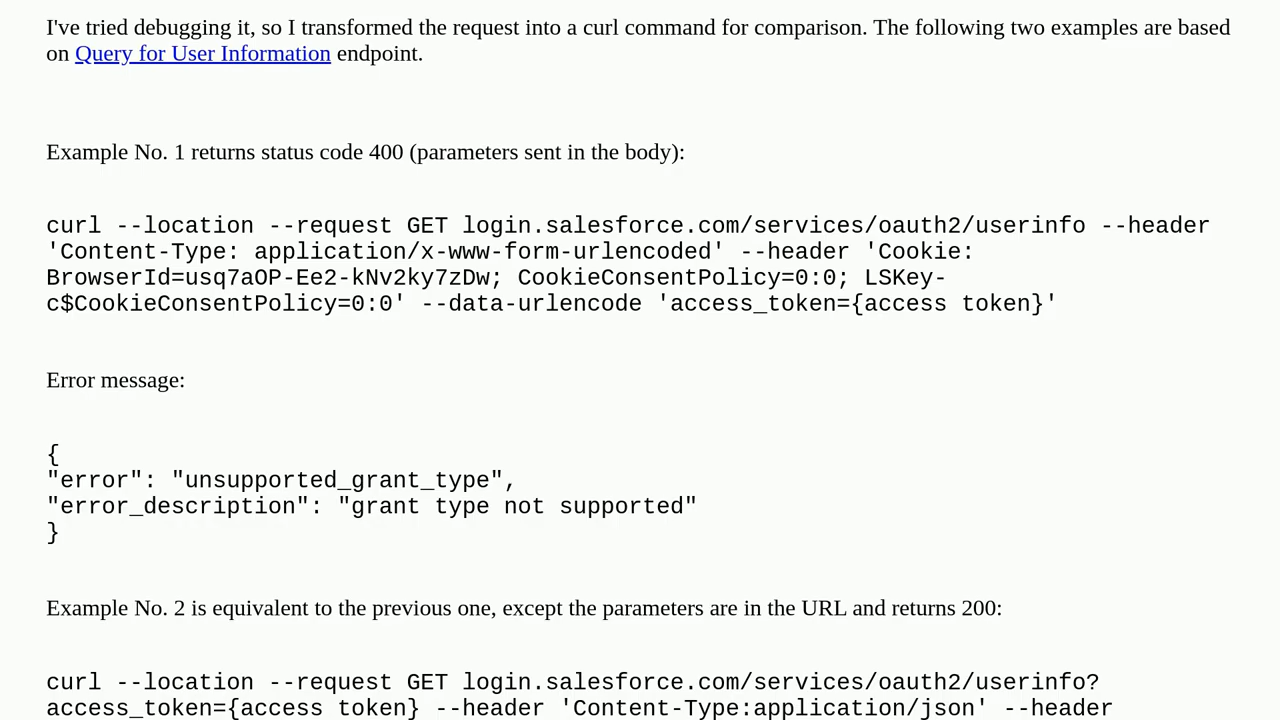 I've tried debugging it, so I transformed the request into a curl command for comparison. The following two examples are based
on Query for User Information endpoint.
Example No. 1 returns status code 400 (parameters sent in the body):
curl --location --request GET login.salesforce.com/services/oauth2/userinfo --header
'Content-Type: application/x-www-form-urlencoded' --header 'Cookie:
BrowserId=usq7aOP-Ee2-kNv2ky7zDw; CookieConsentPolicy=0:0; LSKey-
c$CookieConsentPolicy=0:0' --data-urlencode 'access_token={access token}'
Error message:
{
"error": "unsupported_grant_type",
"error_description": "grant type not supported"
}
Example No. 2 is equivalent to the previous one, except the parameters are in the URL and returns 200:
curl --location --request GET login.salesforce.com/services/oauth2/userinfo?
access_token={access token} --header 'Content-Type:application/json' --header